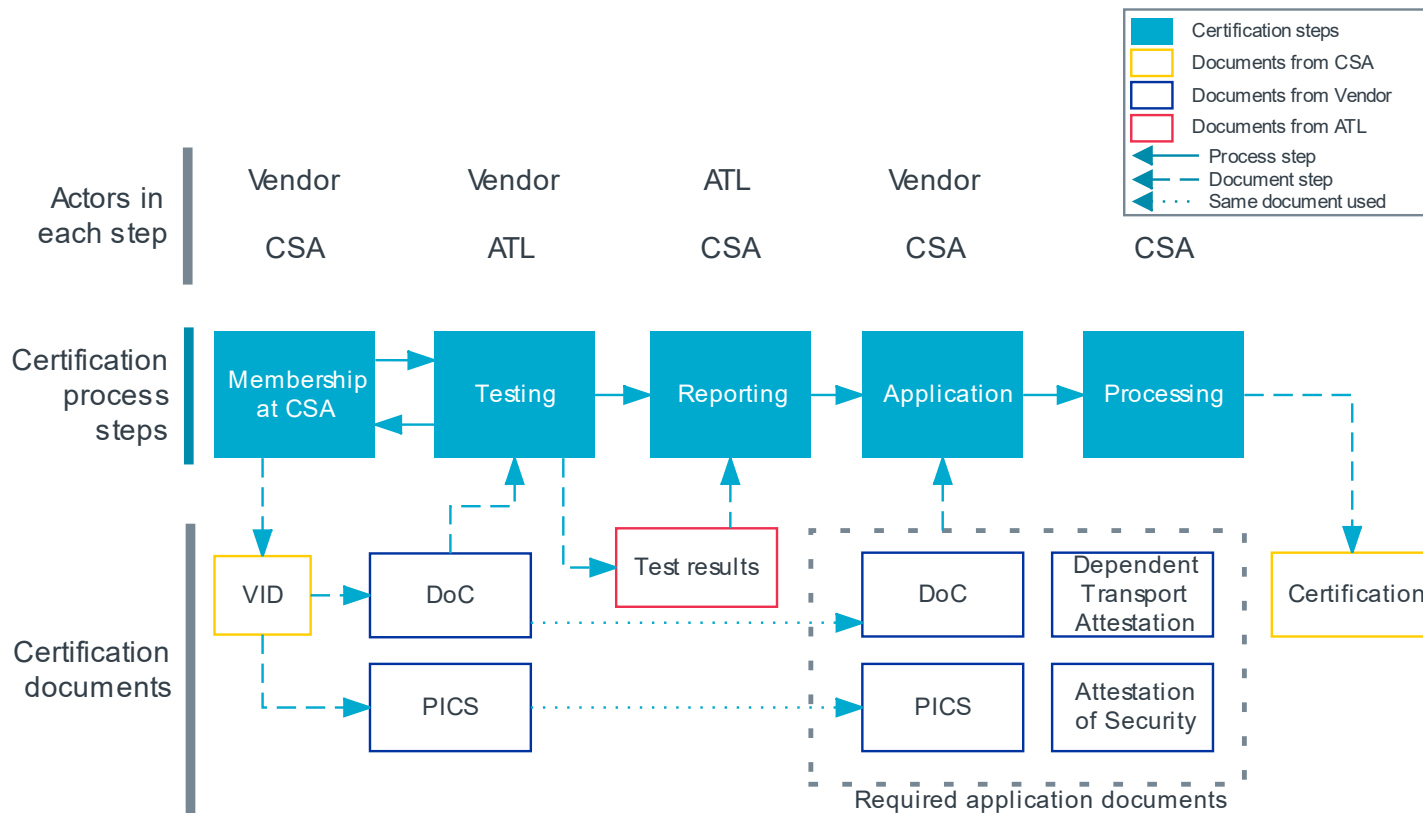 Certification steps
Documents from CSA
Documents from Vendor
Documents from ATL
Process step
Document step
Same document used
Actors in
each step
Vendor
Vendor
ATL
Vendor
CSA
ATL
CSA
CSA
CSA
Certification
process
steps
Membership
at CSA
Testing
Reporting
Application
Processing
Certification
documents
VID
DoC
Test results
DoC
Dependent
Transport
Attestation
Certification
PICS
PICS
Attestation
of Security
Required application documents